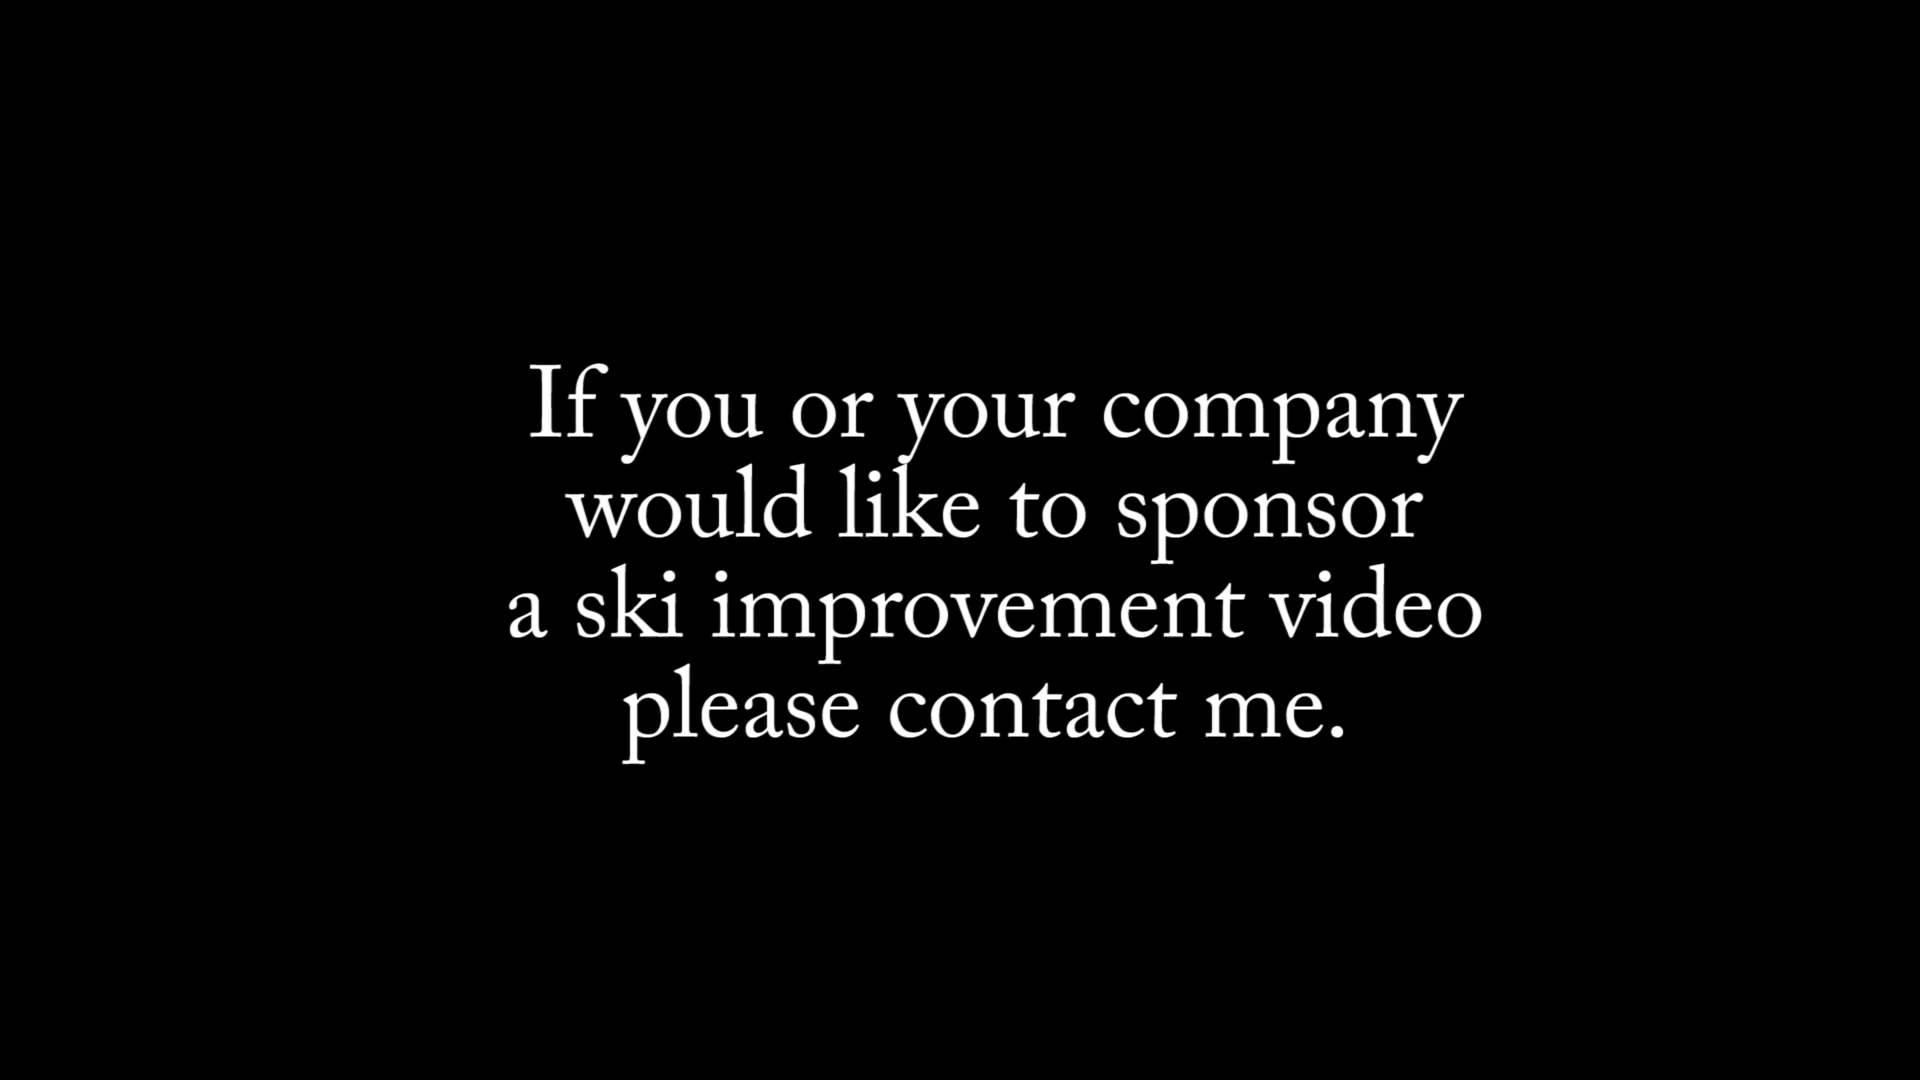 If you or your company
would like to sponsor
a ski improvement video
please contact me.